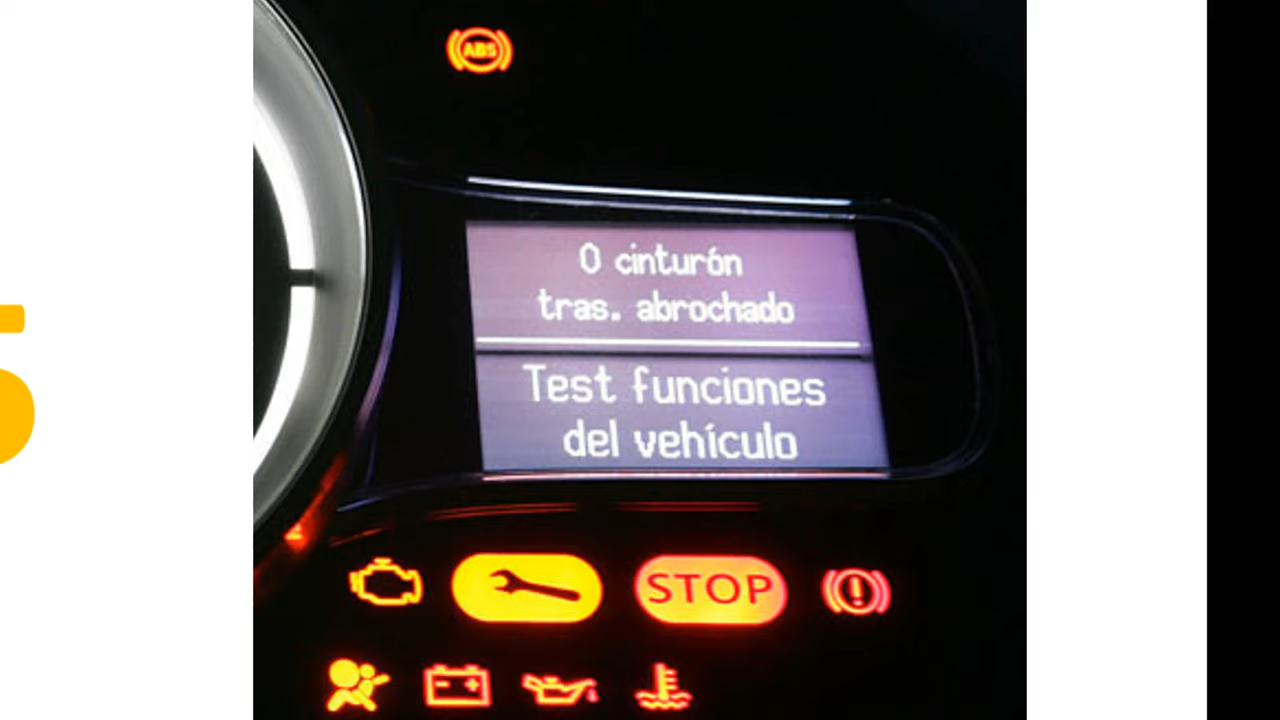 ABS
0 cinturón
tras. abrochado
Test funciones
del vehículo
STOP